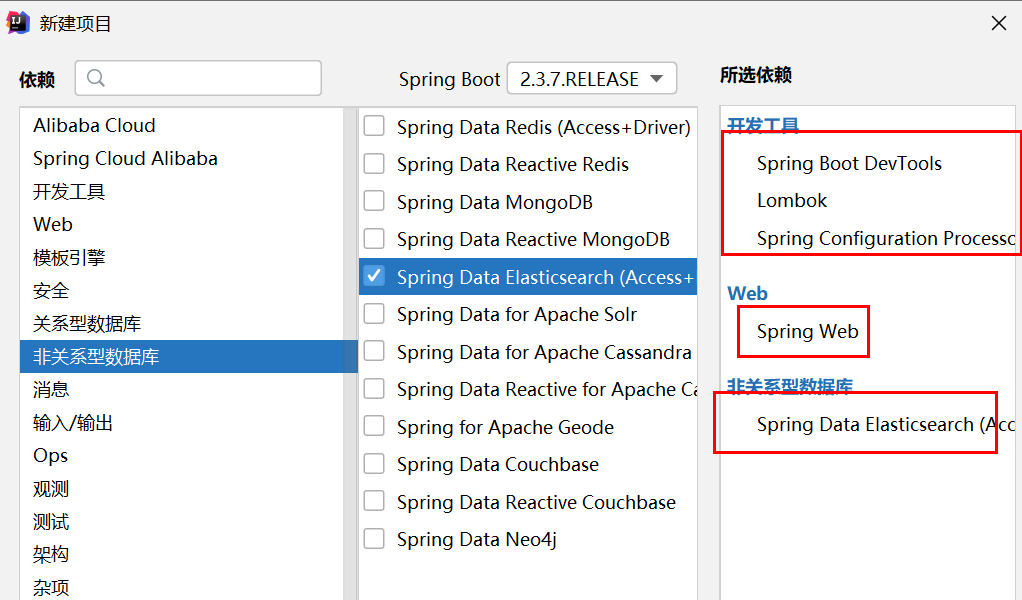 新建项目
依赖
Spring Boot 2.3.7.RELEASE
所选依赖
Alibaba Cloud
Spring Cloud Alibaba
开发工具
Web
模板引擎
安全
关系型数据库
非关系型数据库
消息
输入/输出
Ops
观测
测试
架构
杂项
Spring Data Redis (Access+Driver)
Spring Data Reactive Redis
Spring Data MongoDB
Spring Data Reactive MongoDB
Spring Data Elasticsearch (Access+
Spring Data for Apache Solr
Spring Data for Apache Cassandra
Spring Data Reactive for Apache Ca
Spring for Apache Geode
Spring Data Couchbase
Spring Data Reactive Couchbase
Spring Data Neo4j
开发工具
Spring Boot DevTools
Lombok
Spring Configuration Processo
Web
Spring Web
非关系型数据库
Spring Data Elasticsearch (Acc